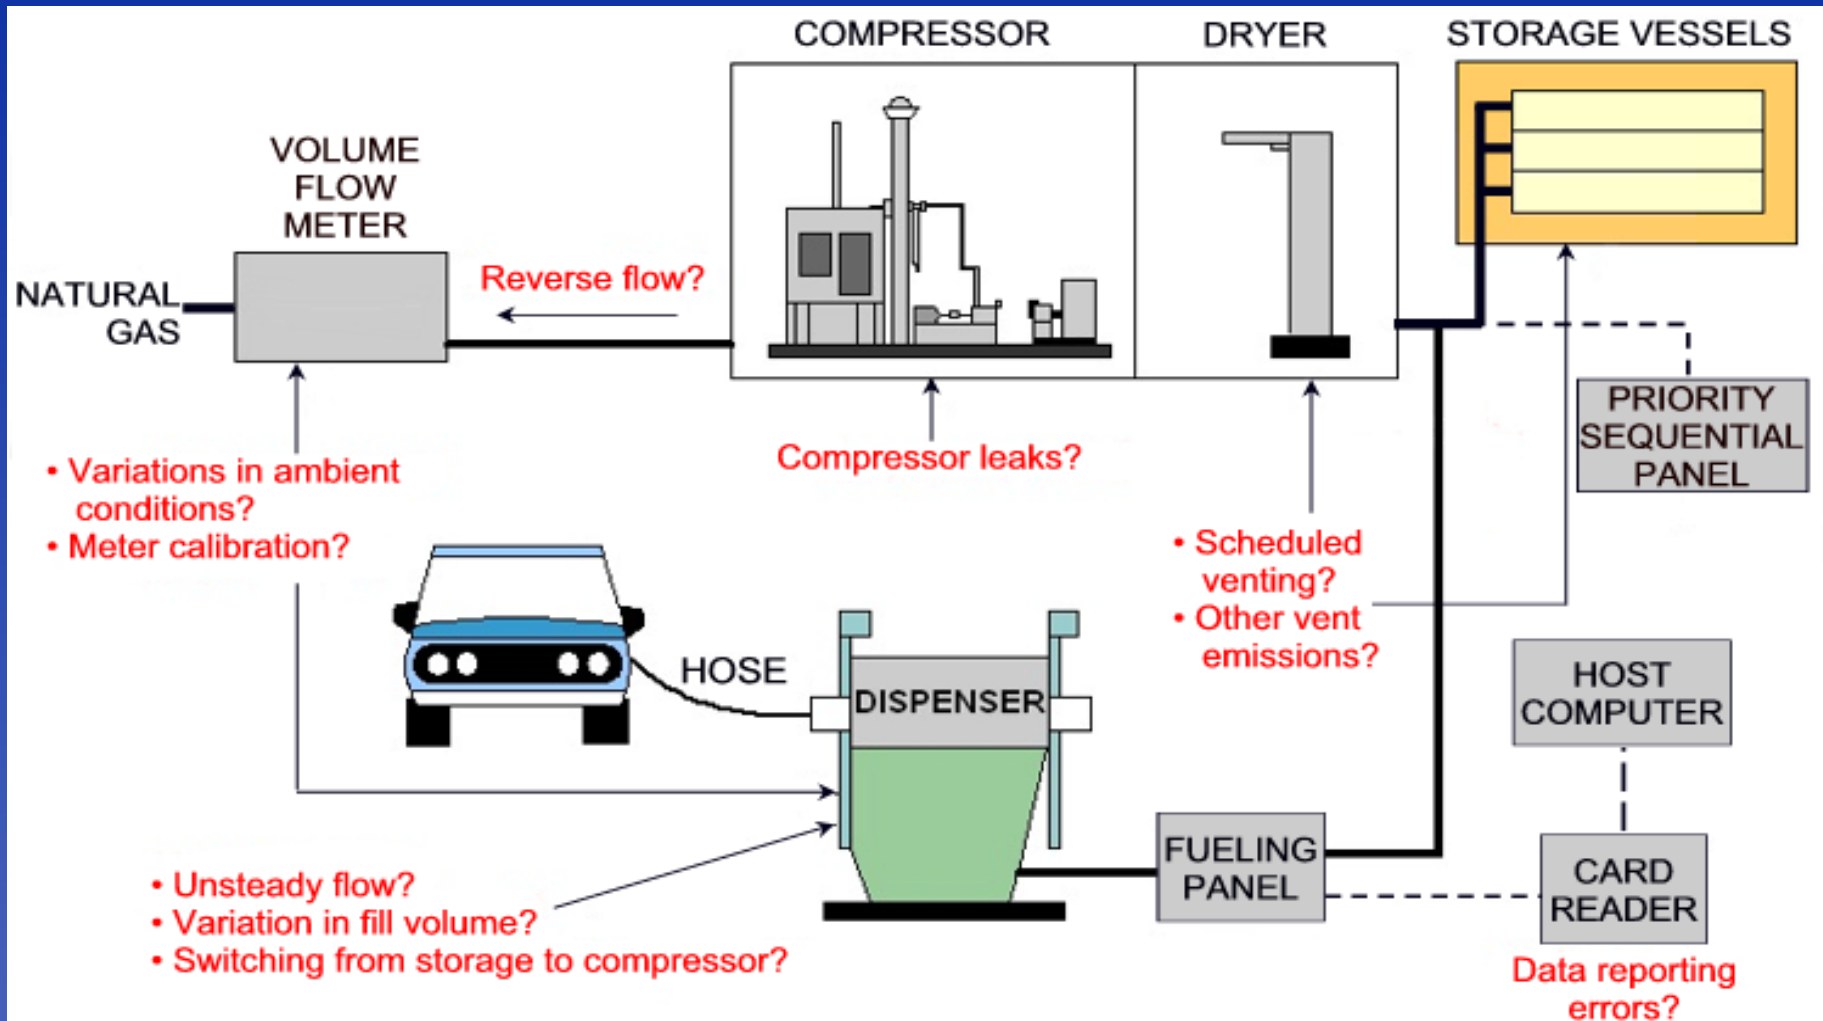 COMPRESSOR
DRYER
STORAGE VESSELS
VOLUME
FLOW
METER
NATURAL
GAS
Reverse flow?
PRIORITY
SEQUENTIAL
PANEL
• Variations in ambient
conditions?
• Meter calibration?
Compressor leaks?
• Scheduled
venting?
• Other vent
emissions?
HOSE
DISPENSER
HOST
COMPUTER
FUELING
PANEL
CARD
READER
• Unsteady flow?
• Variation in fill volume?
• Switching from storage to compressor?
Data reporting
errors?